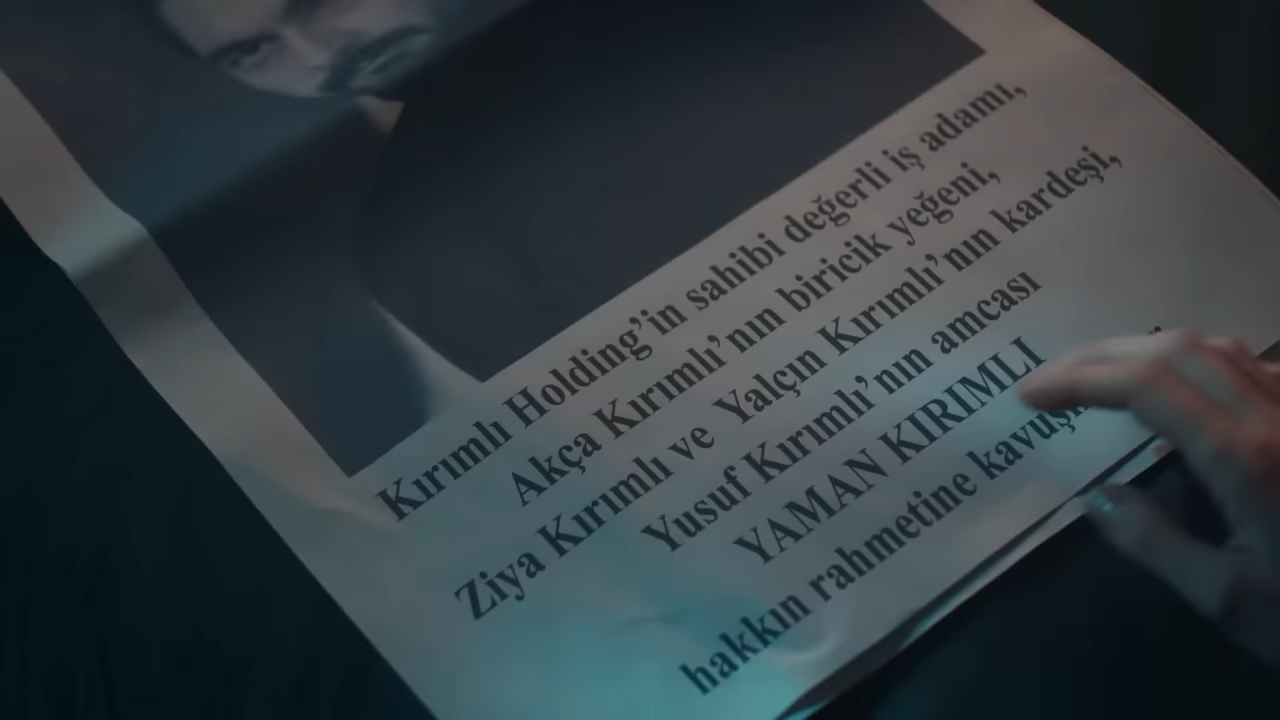 Kırımlı Holding'in sahibi değerli iş adamı,
Akça Kırımlı'nın biricik yeğeni,
Ziya Kırımlı ve Yalçın Kırımlı'nın kardeşi,
Yusuf Kırımlı'nın amcası
YAMAN KIRIMLI
hakkın rahmetine